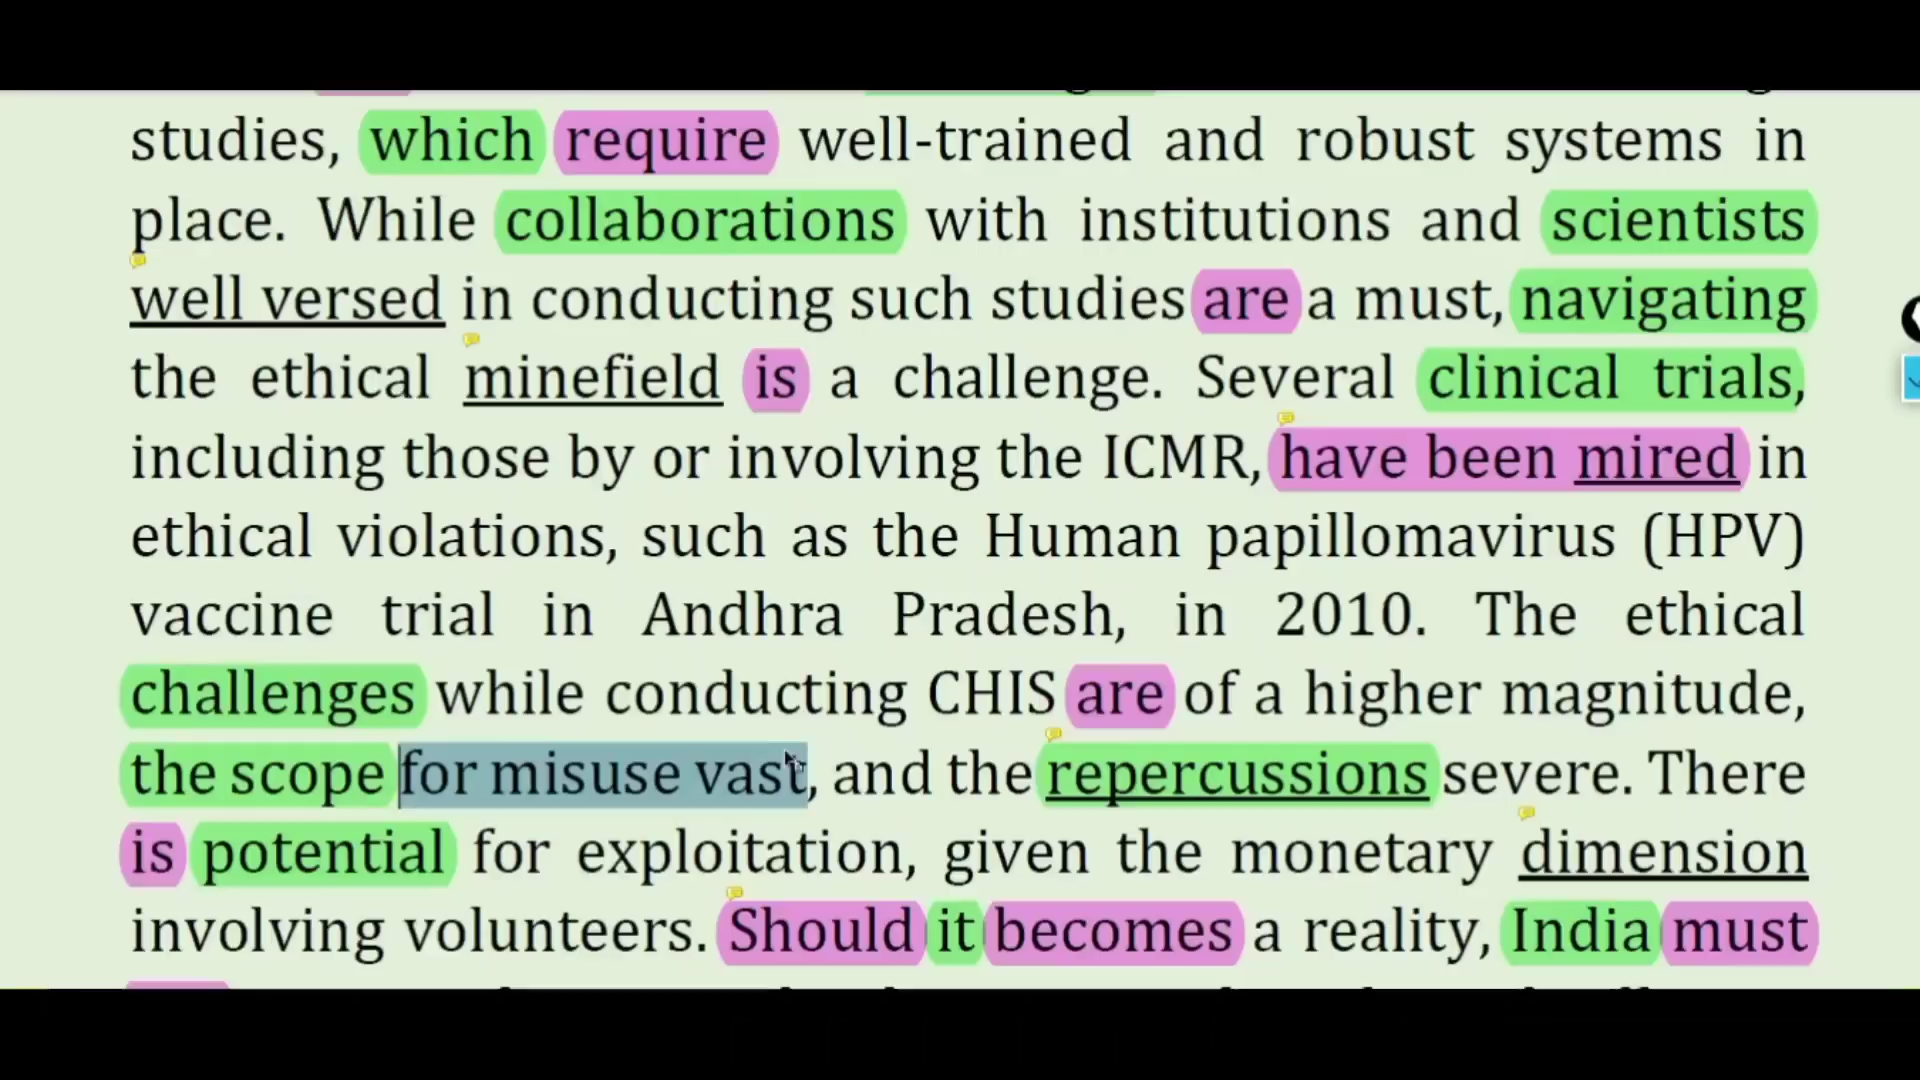 studies, which require well-trained and robust systems in
place. While collaborations with institutions and scientists
well versed in conducting such studies are a must, navigating
the ethical minefield is a challenge. Several clinical trials,
including those by or involving the ICMR, have been mired in
ethical violations, such as the Human papillomavirus (HPV)
vaccine trial in Andhra Pradesh, in 2010. The ethical
challenges while conducting CHIS are of a higher magnitude,
the scope for misuse vast, and the repercussions severe. There
is potential for exploitation, given the monetary dimension
involving volunteers. Should it becomes a reality, India must